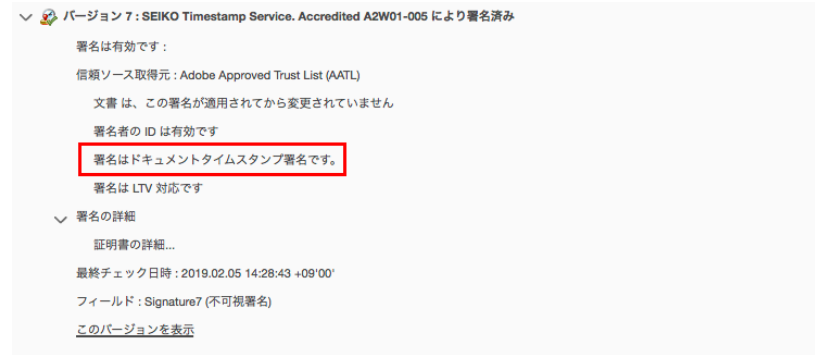 バージョン 7 : SEIKO Timestamp Service. Accredited A2W01-005 により署名済み
署名は有効です :
信頼ソース取得元 : Adobe Approved Trust List (AATL)
文書 は、この署名が適用されてから変更されていません
署名者の ID は有効です
署名はドキュメントタイムスタンプ署名です。
署名は LTV 対応です
署名の詳細
証明書の詳細...
最終チェック日時 : 2019.02.05 14:28:43 +09'00'
フィールド : Signature7 (不可視署名)
このバージョンを表示